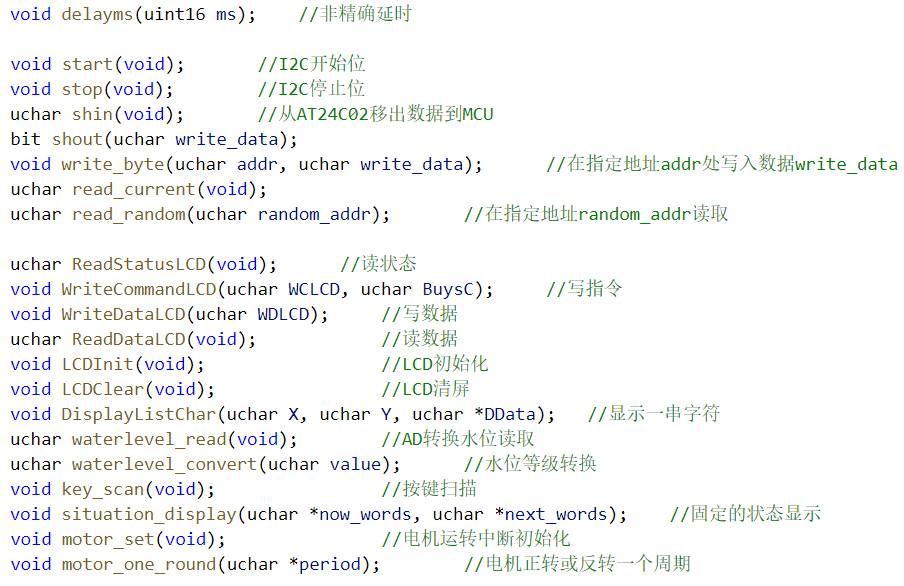 void delayms(uint16 ms);    //非精确延时
void start(void);       //I2C开始位
void stop(void);        //I2C停止位
uchar shin(void);       //从AT24C02移出数据到MCU
bit shout(uchar write_data);
void write_byte(uchar addr, uchar write_data);      //在指定地址addr处写入数据write_data
uchar read_current(void);
uchar read_random(uchar random_addr);       //在指定地址random_addr读取
uchar ReadStatusLCD(void);      //读状态
void WriteCommandLCD(uchar WCLCD, uchar BuysC);     //写指令
void WriteDataLCD(uchar WDLCD);     //写数据
uchar ReadDataLCD(void);            //读数据
void LCDInit(void);                 //LCD初始化
void LCDClear(void);                //LCD清屏
void DisplayListChar(uchar X, uchar Y, uchar *DData);   //显示一串字符
uchar waterlevel_read(void);        //AD转换水位读取
uchar waterlevel_convert(uchar value);      //水位等级转换
void key_scan(void);                //按键扫描
void situation_display(uchar *now_words, uchar *next_words);    //固定的状态显示
void motor_set(void);               //电机运转中断初始化
void motor_one_round(uchar *period);        //电机正转或反转一个周期